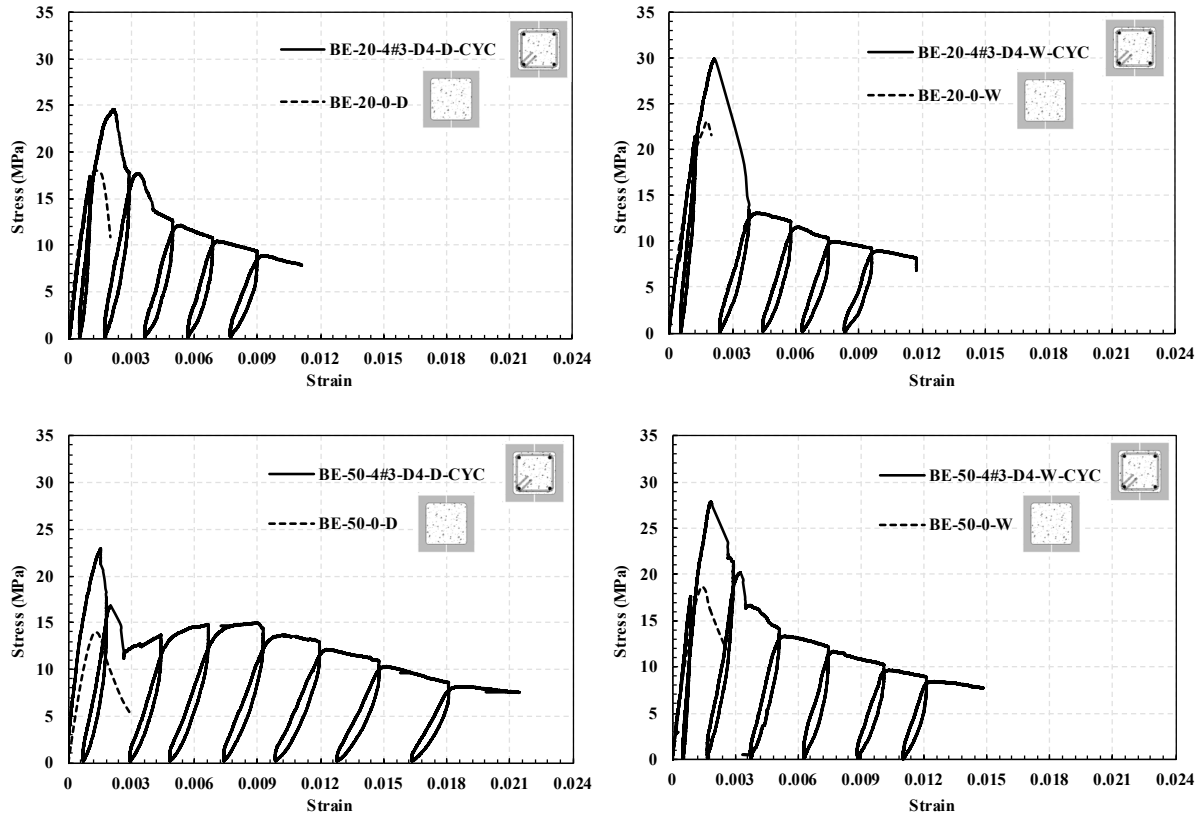 35
30
25
20
15
10
5
0
Stress (MPa)
BE-20-4#3-D4-D-CYC
BE-20-0-D
0 0.003 0.006 0.009 0.012 0.015 0.018 0.021 0.024
Strain
35
30
25
20
15
10
5
0
Stress (MPa)
BE-20-4#3-D4-W-CYC
BE-20-0-W
0 0.003 0.006 0.009 0.012 0.015 0.018 0.021 0.024
Strain
35
30
25
20
15
10
5
0
Stress (MPa)
BE-50-4#3-D4-D-CYC
BE-50-0-D
0 0.003 0.006 0.009 0.012 0.015 0.018 0.021 0.024
Strain
35
30
25
20
15
10
5
0
Stress (MPa)
BE-50-4#3-D4-W-CYC
BE-50-0-W
0 0.003 0.006 0.009 0.012 0.015 0.018 0.021 0.024
Strain